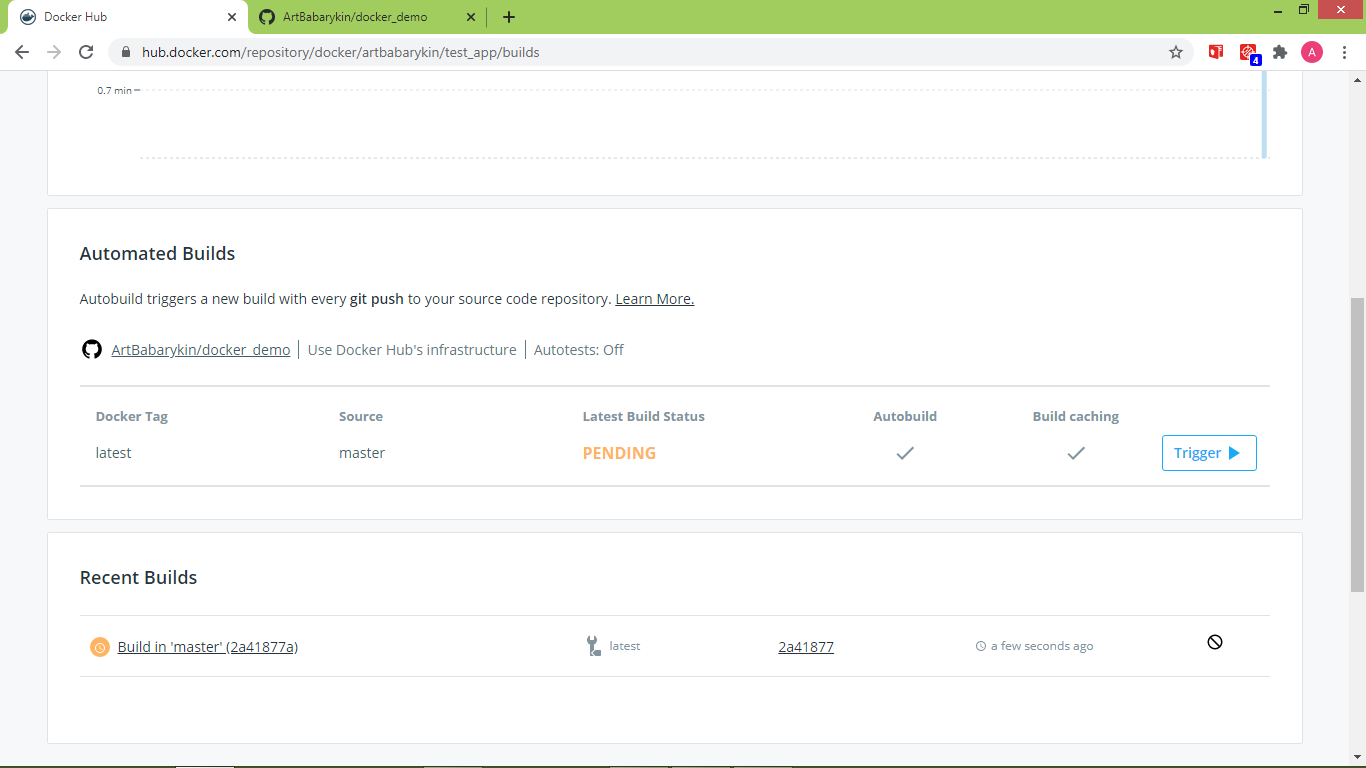 Docker Hub
ArtBabarykin/docker_demo
hub.docker.com/repository/docker/artbabarykin/test_app/builds
4
A
0.7 min
Automated Builds
Autobuild triggers a new build with every git push to your source code repository. Learn More.
ArtBabarykin/docker_demo Use Docker Hub's infrastructure Autotests: Off
Docker Tag Source Latest Build Status Autobuild Build caching
latest master PENDING Trigger
Recent Builds
Build in 'master' (2a41877a) latest 2a41877 a few seconds ago